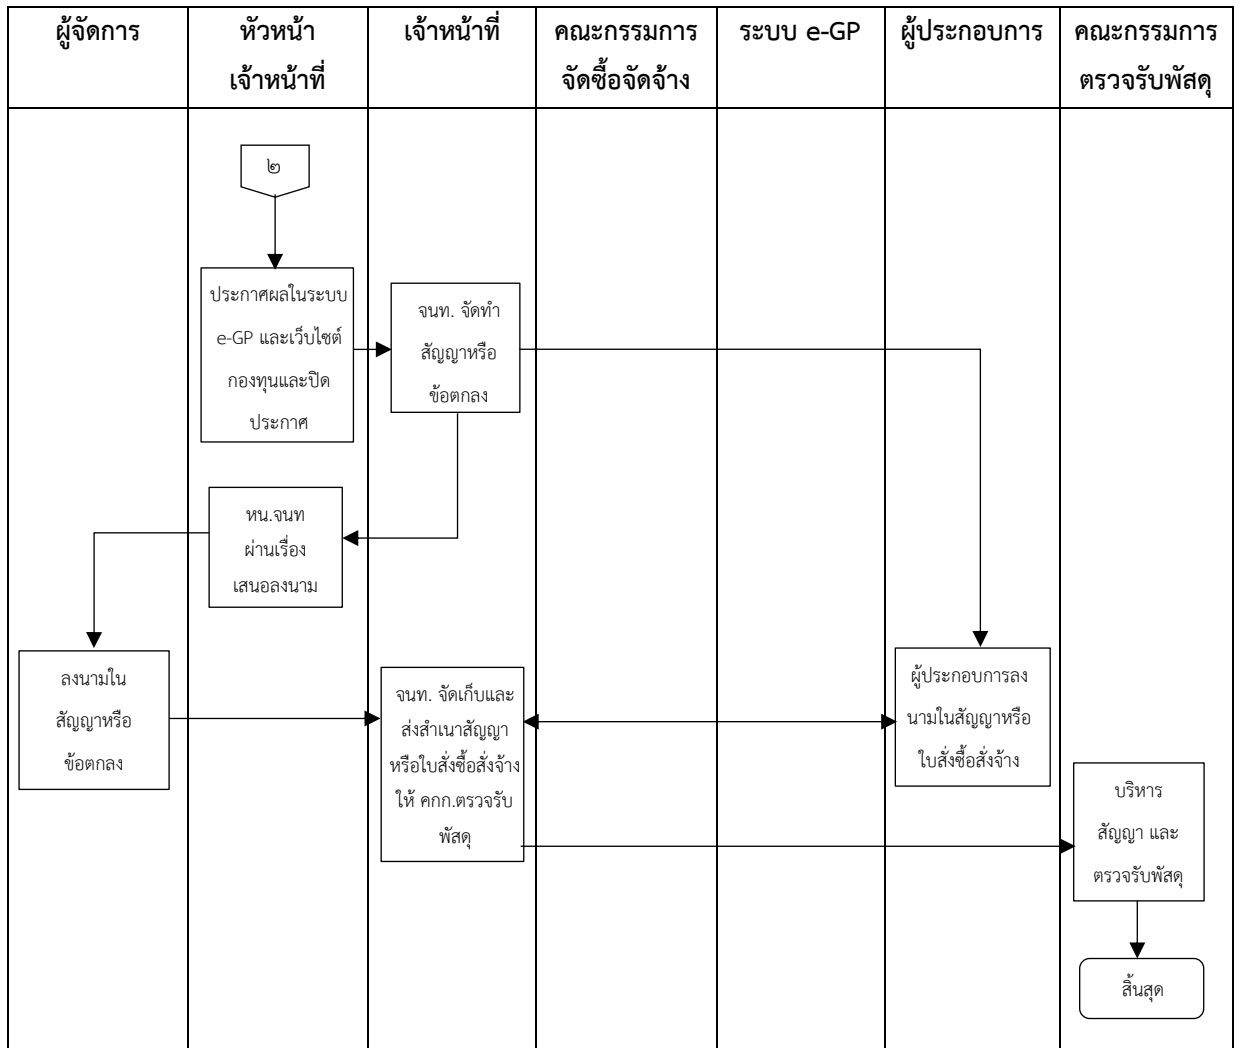 ผู้จัดการ
หัวหน้า
เจ้าหน้าที่
เจ้าหน้าที่
คณะกรรมการ
จัดซื้อจัดจ้าง
ระบบ e-GP
ผู้ประกอบการ
คณะกรรมการ
ตรวจรับพัสดุ
๒
ประกาศผลในระบบ
e-GP และเว็บไซต์
กองทุนและปิด
ประกาศ
จนท. จัดทำ
สัญญาหรือ
ข้อตกลง
หน.จนท
ผ่านเรื่อง
เสนอลงนาม
ลงนามใน
สัญญาหรือ
ข้อตกลง
จนท. จัดเก็บและ
ส่งสำเนาสัญญา
หรือใบสั่งซื้อสั่งจ้าง
ให้ คกก.ตรวจรับ
พัสดุ
ผู้ประกอบการลง
นามในสัญญาหรือ
ใบสั่งซื้อสั่งจ้าง
บริหาร
สัญญา และ
ตรวจรับพัสดุ
สิ้นสุด